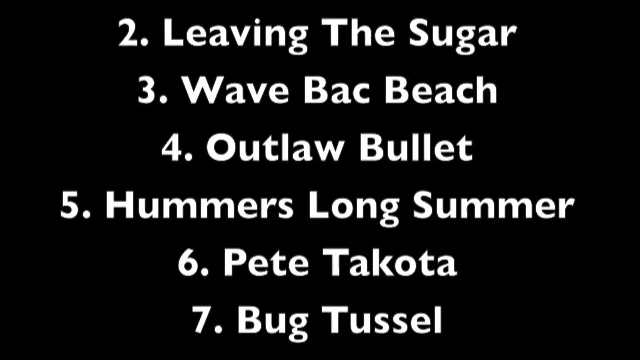 2. Leaving The Sugar
3. Wave Bac Beach
4. Outlaw Bullet
5. Hummers Long Summer
6. Pete Takota
7. Bug Tussel